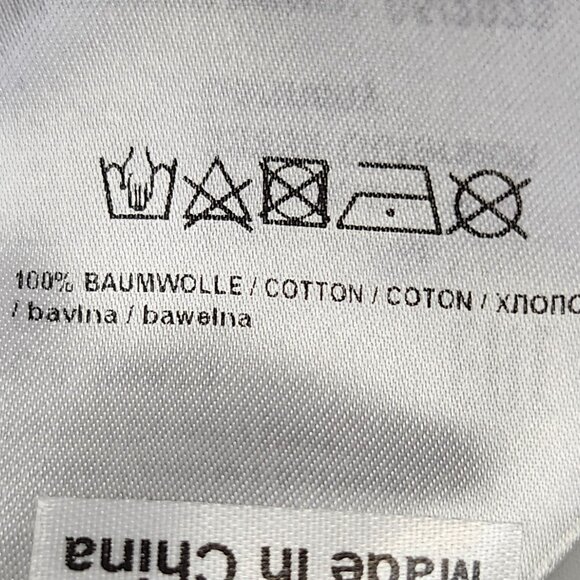 100% BAUMWOLLE / COTTON / COTON / ХЛОПО
/ bavlna / bawełna
Made in China